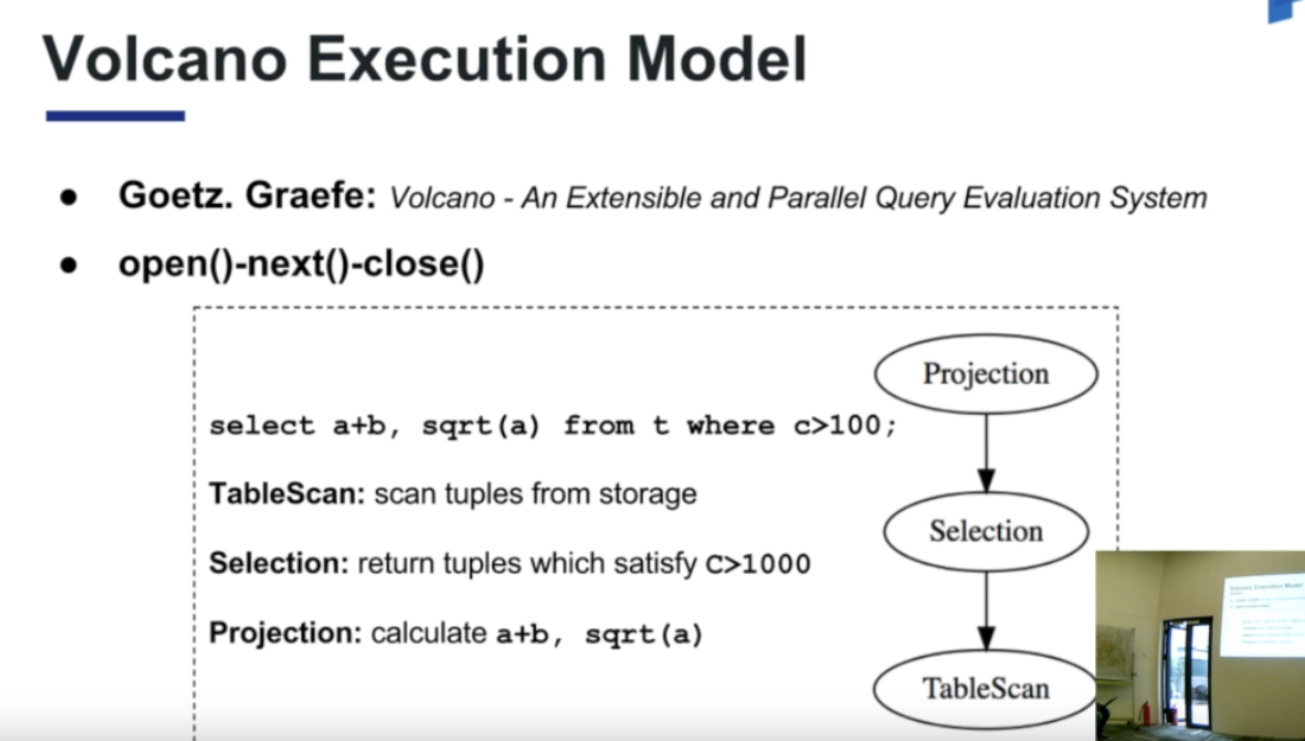 Volcano Execution Model
● Goetz. Graefe: Volcano - An Extensible and Parallel Query Evaluation System
● open()-next()-close()
Projection
select a+b, sqrt(a) from t where c>100;
TableScan: scan tuples from storage
Selection
Selection: return tuples which satisfy C>1000
Projection: calculate a+b, sqrt(a)
TableScan